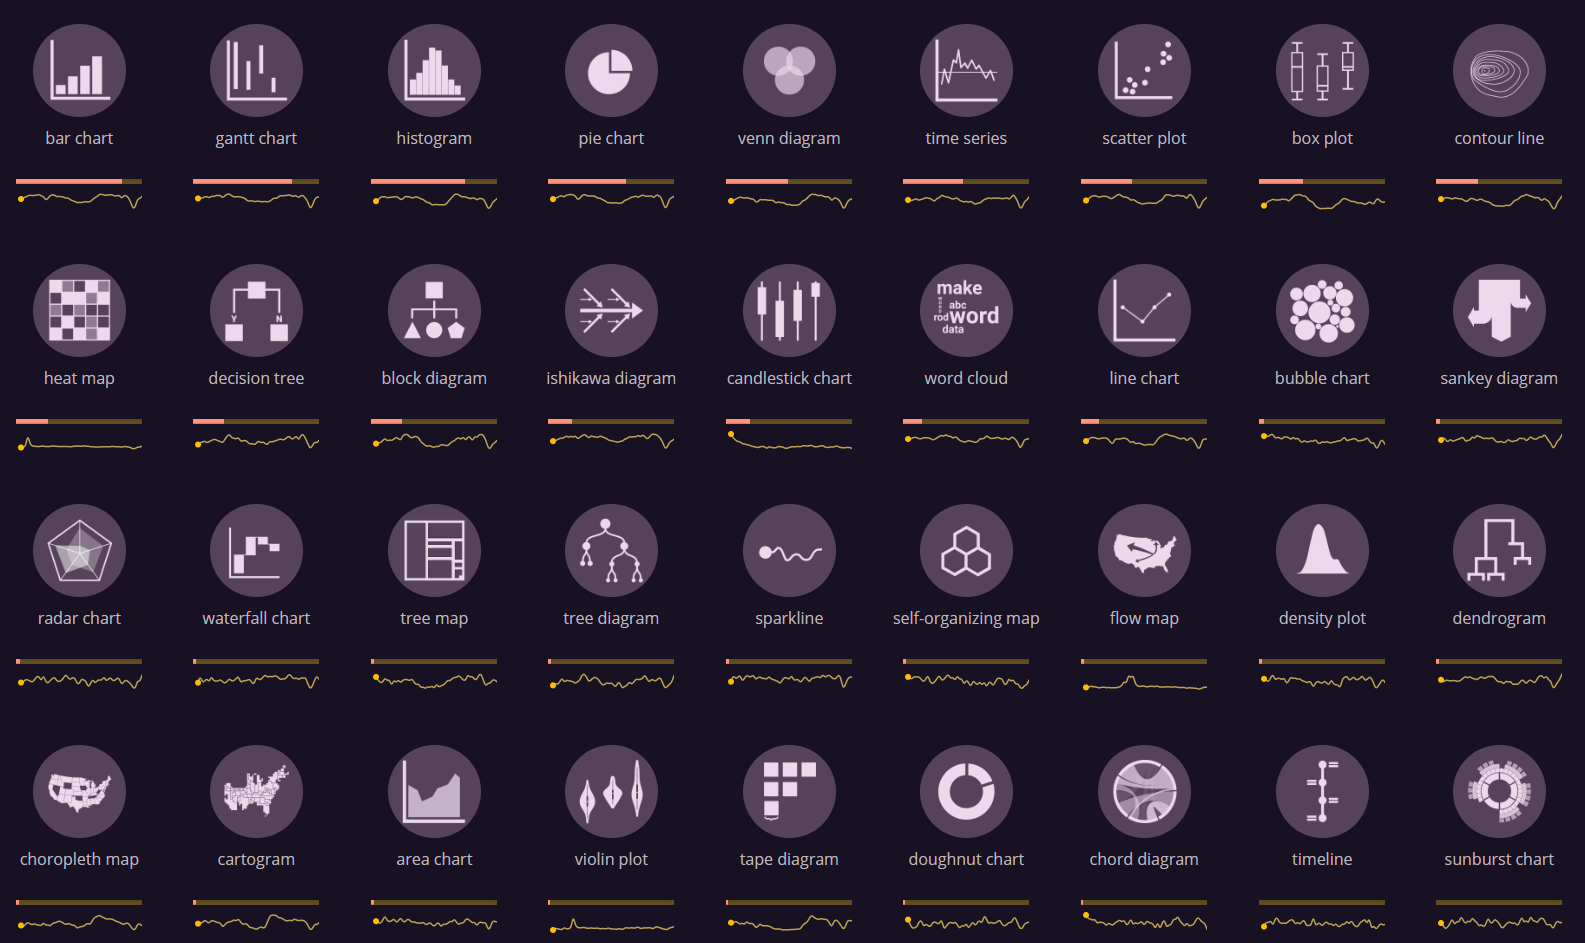 bar chart
gantt chart
histogram
pie chart
venn diagram
time series
scatter plot
box plot
contour line
Y N
make
abc
rod word
data
heat map
decision tree
block diagram
ishikawa diagram
candlestick chart
word cloud
line chart
bubble chart
sankey diagram
radar chart
waterfall chart
tree map
tree diagram
sparkline
self-organizing map
flow map
density plot
dendrogram
choropleth map
cartogram
area chart
violin plot
tape diagram
doughnut chart
chord diagram
timeline
sunburst chart